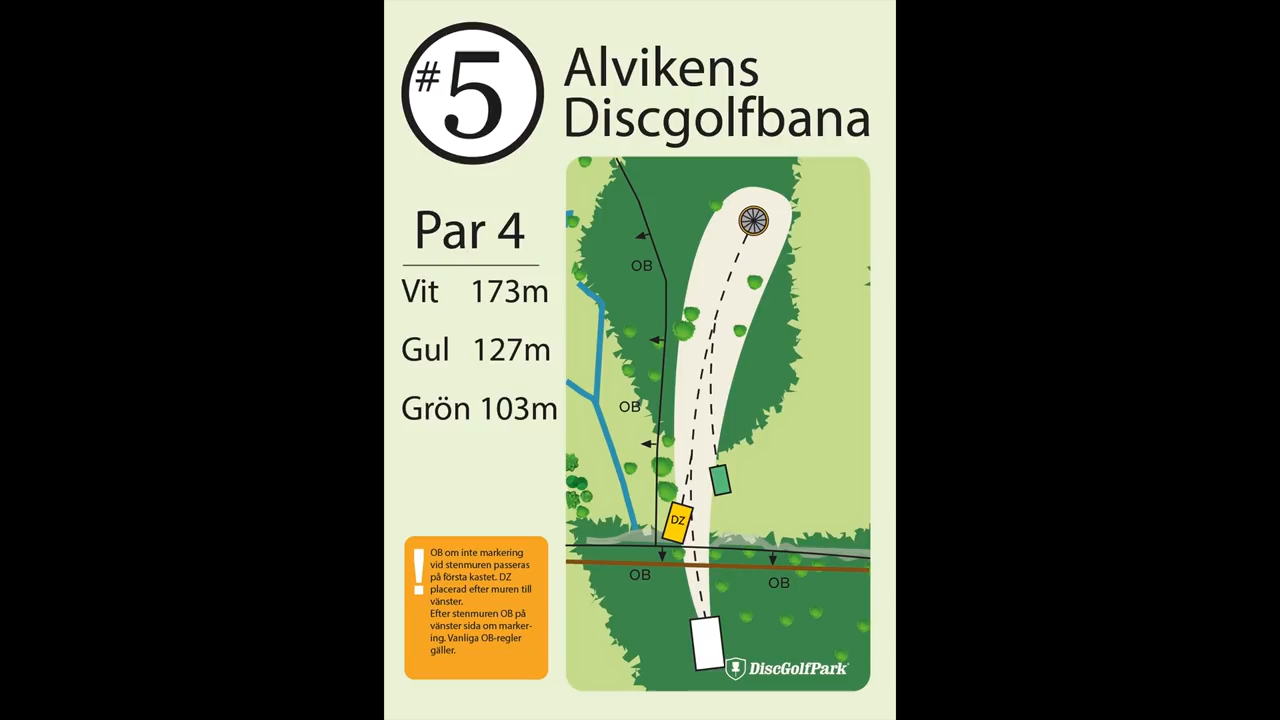 #5
Alvikens
Discgolfbana
Par 4
Vit 173m
Gul 127m
Grön 103m
! OB om inte markering
vid stenmuren passeras
på första kastet. DZ
placerad efter muren till
vänster.
Efter stenmuren OB på
vänster sida om marker-
ing. Vanliga OB-regler
gäller.
OB
OB
DZ
OB
OB
DiscGolfPark